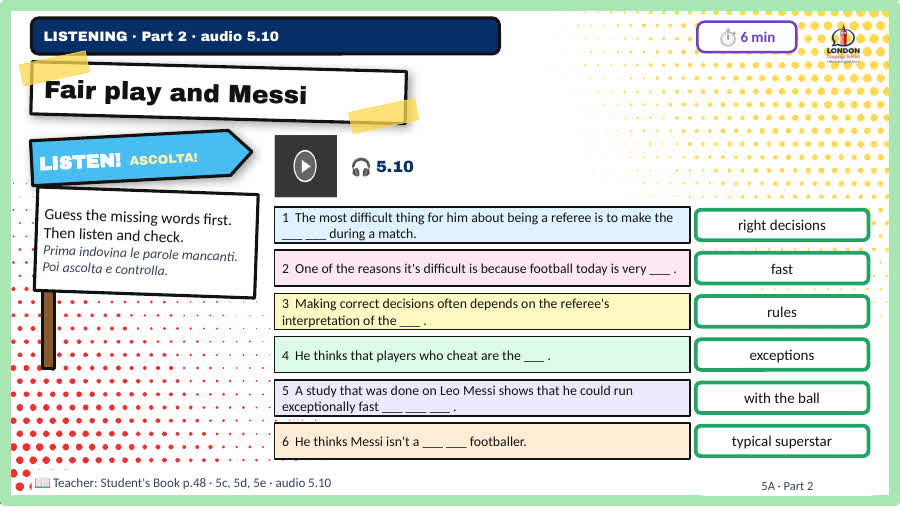 LISTENING · Part 2 · audio 5.10
⏱️ 6 min
LONDON
Fair play and Messi
LISTEN! ASCOLTA!
🎧 5.10
Guess the missing words first.
Then listen and check.
Prima indovina le parole mancanti.
Poi ascolta e controlla.
1 The most difficult thing for him about being a referee is to make the
___ ___ during a match.
right decisions
2 One of the reasons it's difficult is because football today is very ___ .
fast
3 Making correct decisions often depends on the referee's
interpretation of the ___ .
rules
4 He thinks that players who cheat are the ___ .
exceptions
5 A study that was done on Leo Messi shows that he could run
exceptionally fast ___ ___ ___ .
with the ball
6 He thinks Messi isn't a ___ ___ footballer.
typical superstar
📖 Teacher: Student's Book p.48 · 5c, 5d, 5e · audio 5.10
5A · Part 2